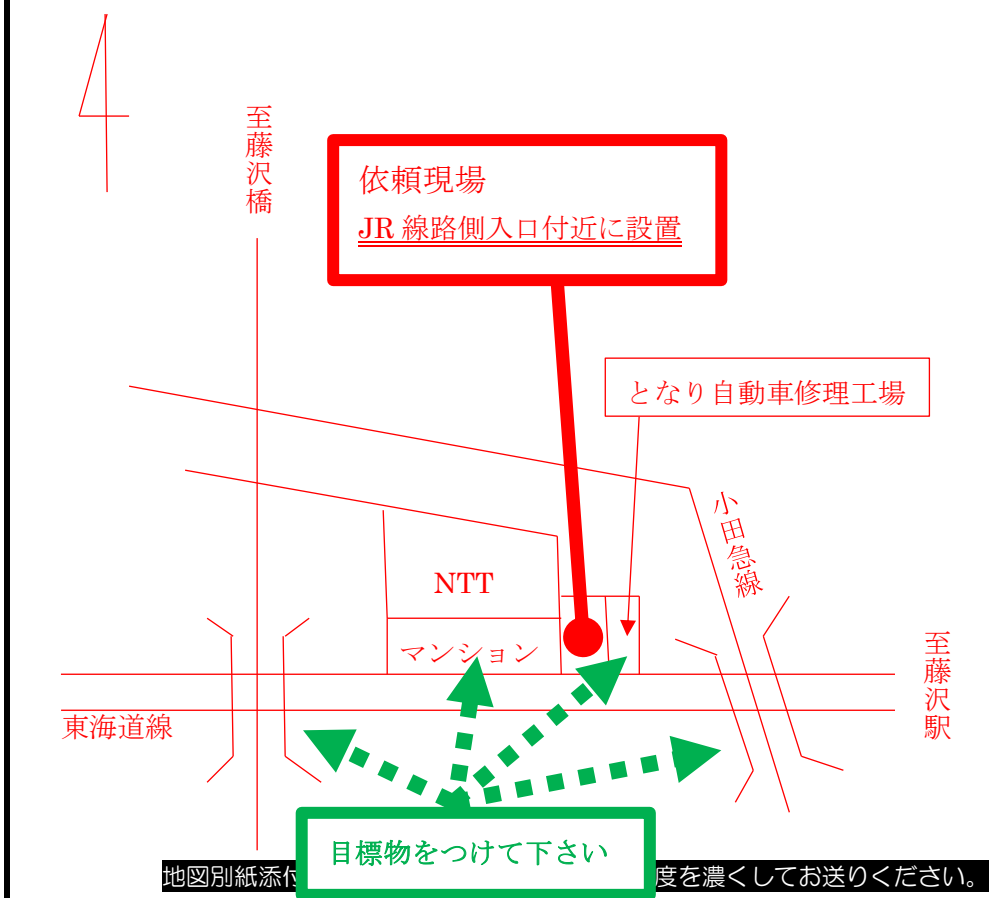 至藤沢橋
依頼現場
JR 線路側入口付近に設置
となり自動車修理工場
小田急線
NTT
マンション
至藤沢駅
東海道線
目標物をつけて下さい
地図別紙添付
度を濃くしてお送りください。